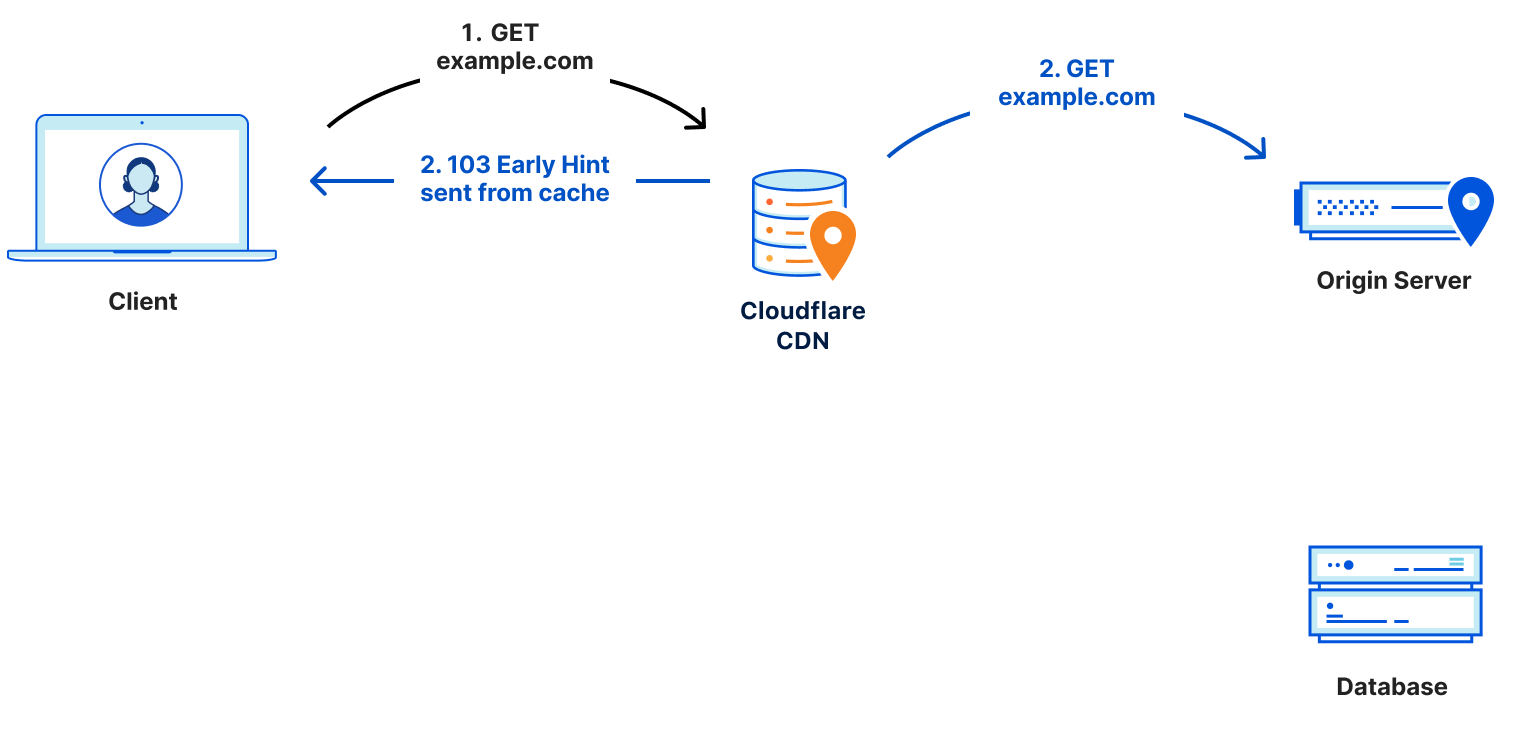 1. GET
example.com
2. GET
example.com
2. 103 Early Hint
sent from cache
Client
Cloudflare
CDN
Origin Server
Database